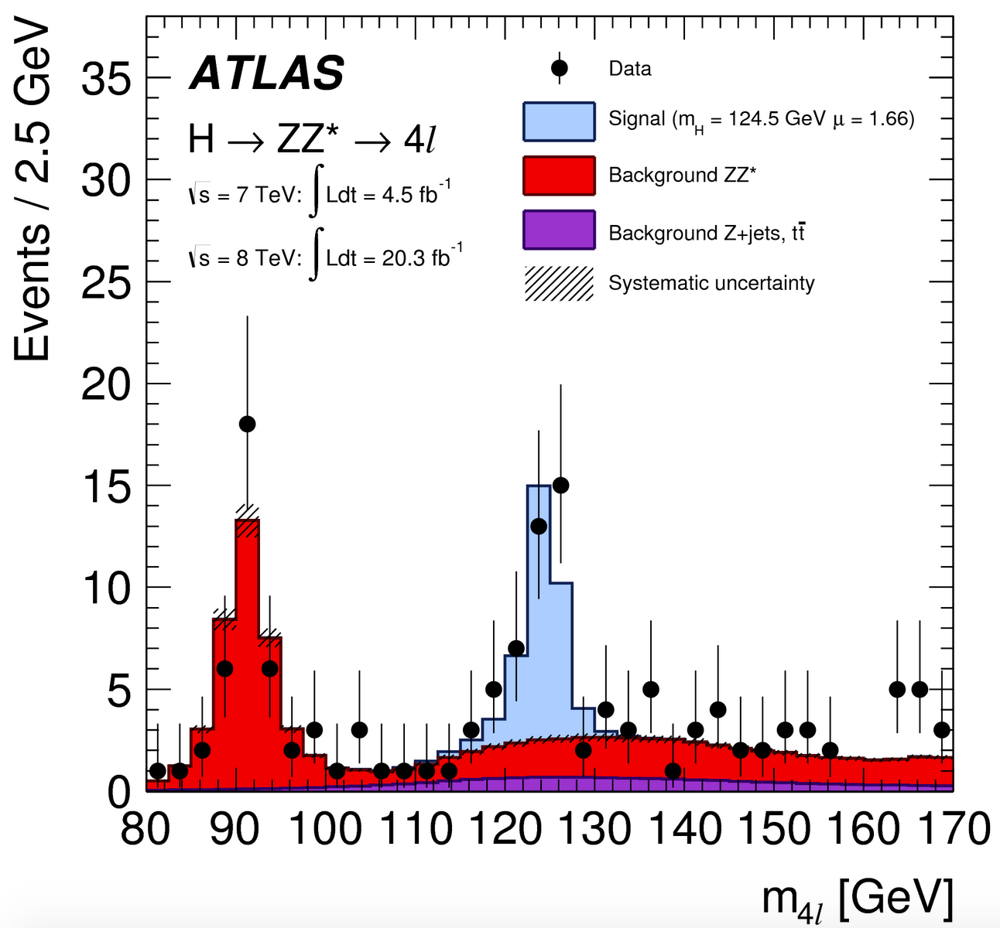 Events / 2.5 GeV
ATLAS
H → ZZ* → 4l
√s = 7 TeV: ∫ Ldt = 4.5 fb⁻¹
√s = 8 TeV: ∫ Ldt = 20.3 fb⁻¹
Data
Signal (m_H = 124.5 GeV μ = 1.66)
Background ZZ*
Background Z+jets, tt̄
Systematic uncertainty
35
30
25
20
15
10
5
0
80 90 100 110 120 130 140 150 160 170
m_4l [GeV]